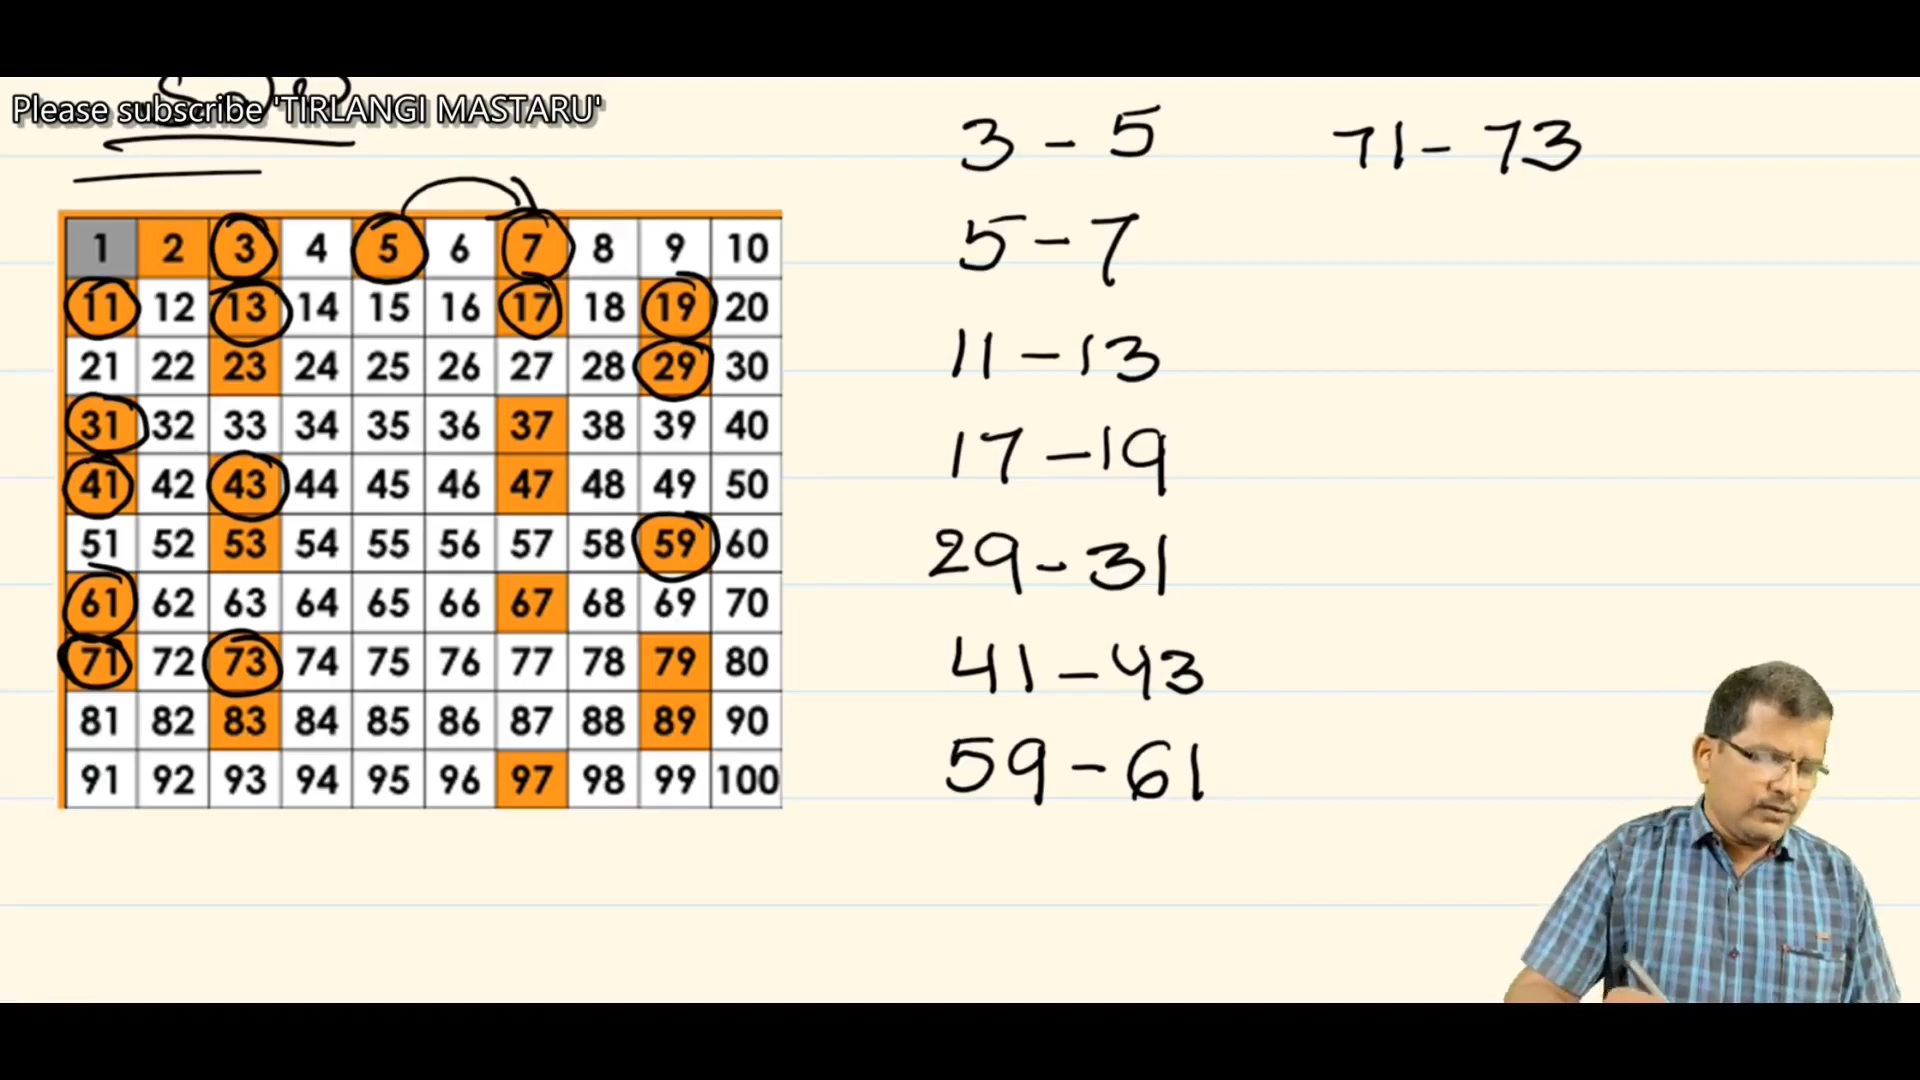 Please subscribe 'TIRLANGI MASTARU'
3 - 5
71 - 73
5 - 7
11 - 13
17 - 19
29 - 31
41 - 43
59 - 61
1 2 3 4 5 6 7 8 9 10
11 12 13 14 15 16 17 18 19 20
21 22 23 24 25 26 27 28 29 30
31 32 33 34 35 36 37 38 39 40
41 42 43 44 45 46 47 48 49 50
51 52 53 54 55 56 57 58 59 60
61 62 63 64 65 66 67 68 69 70
71 72 73 74 75 76 77 78 79 80
81 82 83 84 85 86 87 88 89 90
91 92 93 94 95 96 97 98 99 100